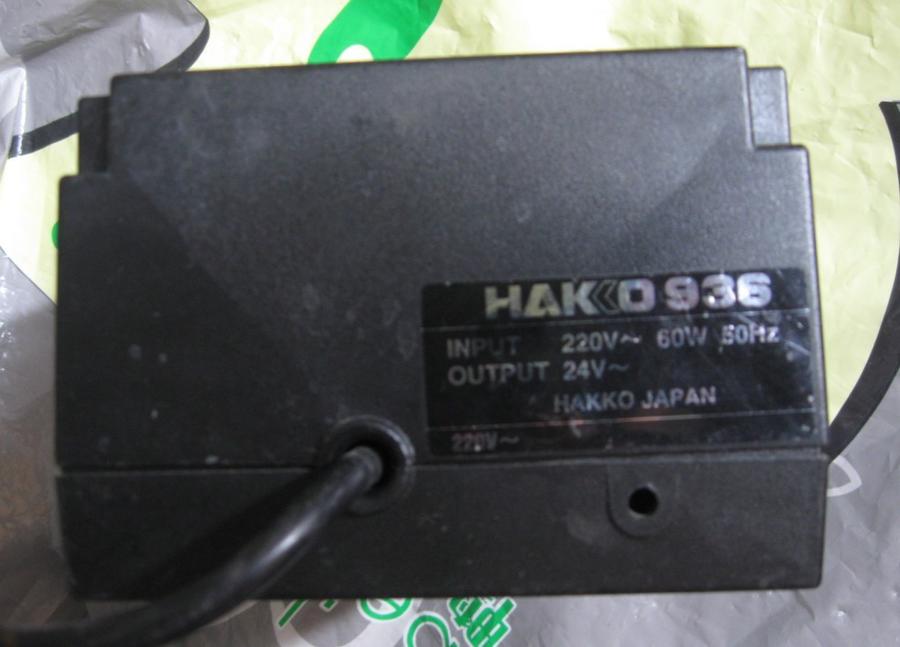 HAKKO 936
INPUT 220V~ 60W 50Hz
OUTPUT 24V~
HAKKO JAPAN
220V~